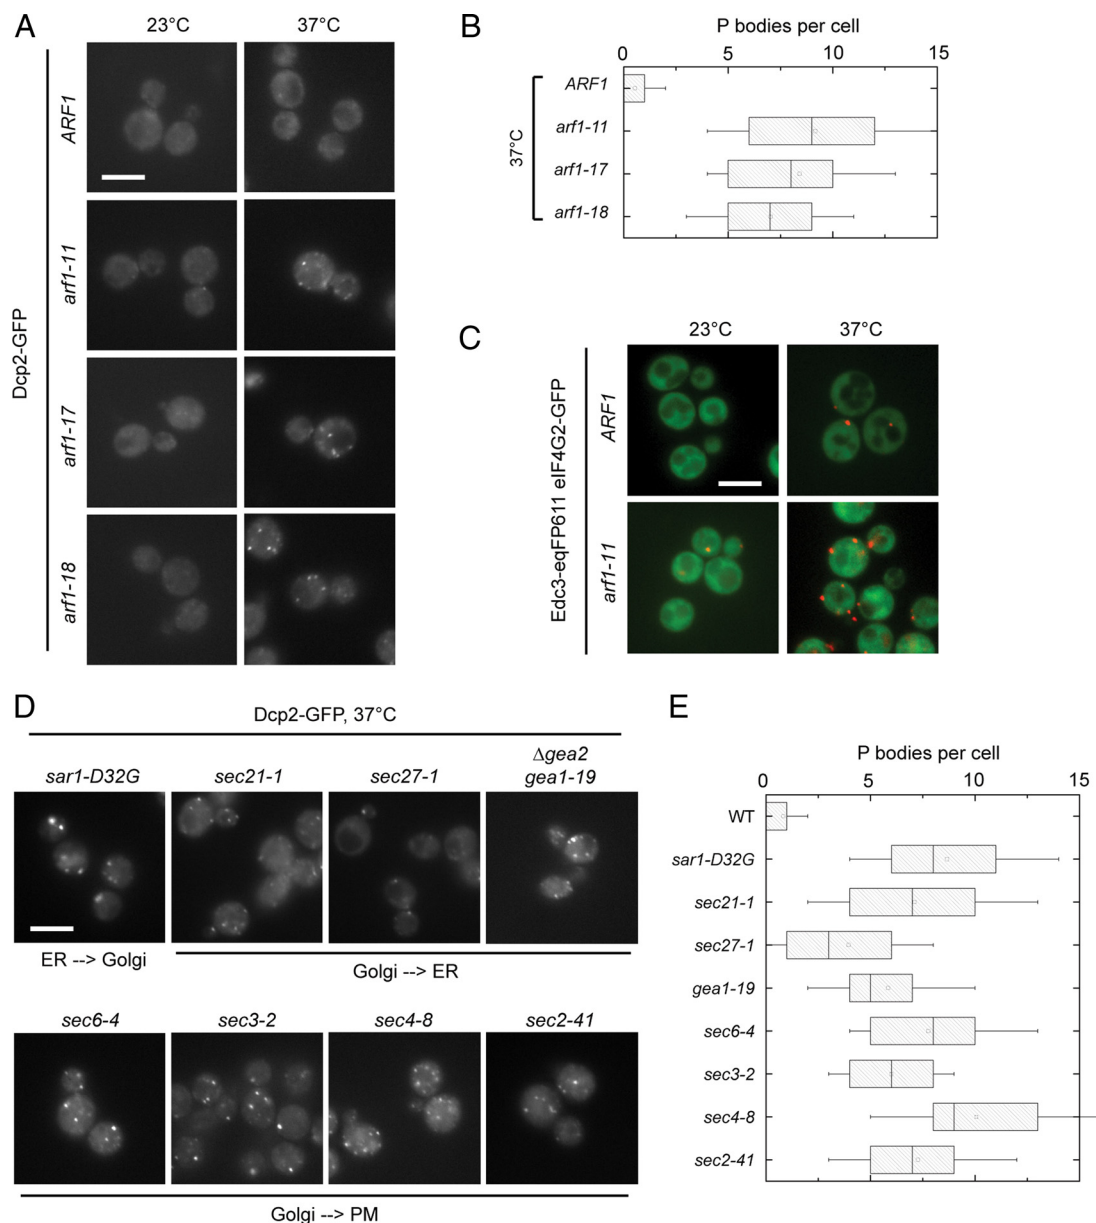 A
23°C 37°C
Dcp2-GFP
ARF1
arf1-11
arf1-17
arf1-18
B
P bodies per cell
0 5 10 15
37°C
ARF1
arf1-11
arf1-17
arf1-18
C
23°C 37°C
Edc3-eqFP611 eIF4G2-GFP
ARF1
arf1-11
D
Dcp2-GFP, 37°C
Δgea2
sar1-D32G sec21-1 sec27-1 gea1-19
ER --> Golgi
Golgi --> ER
sec6-4 sec3-2 sec4-8 sec2-41
Golgi --> PM
E
P bodies per cell
0 5 10 15
WT
sar1-D32G
sec21-1
sec27-1
gea1-19
sec6-4
sec3-2
sec4-8
sec2-41